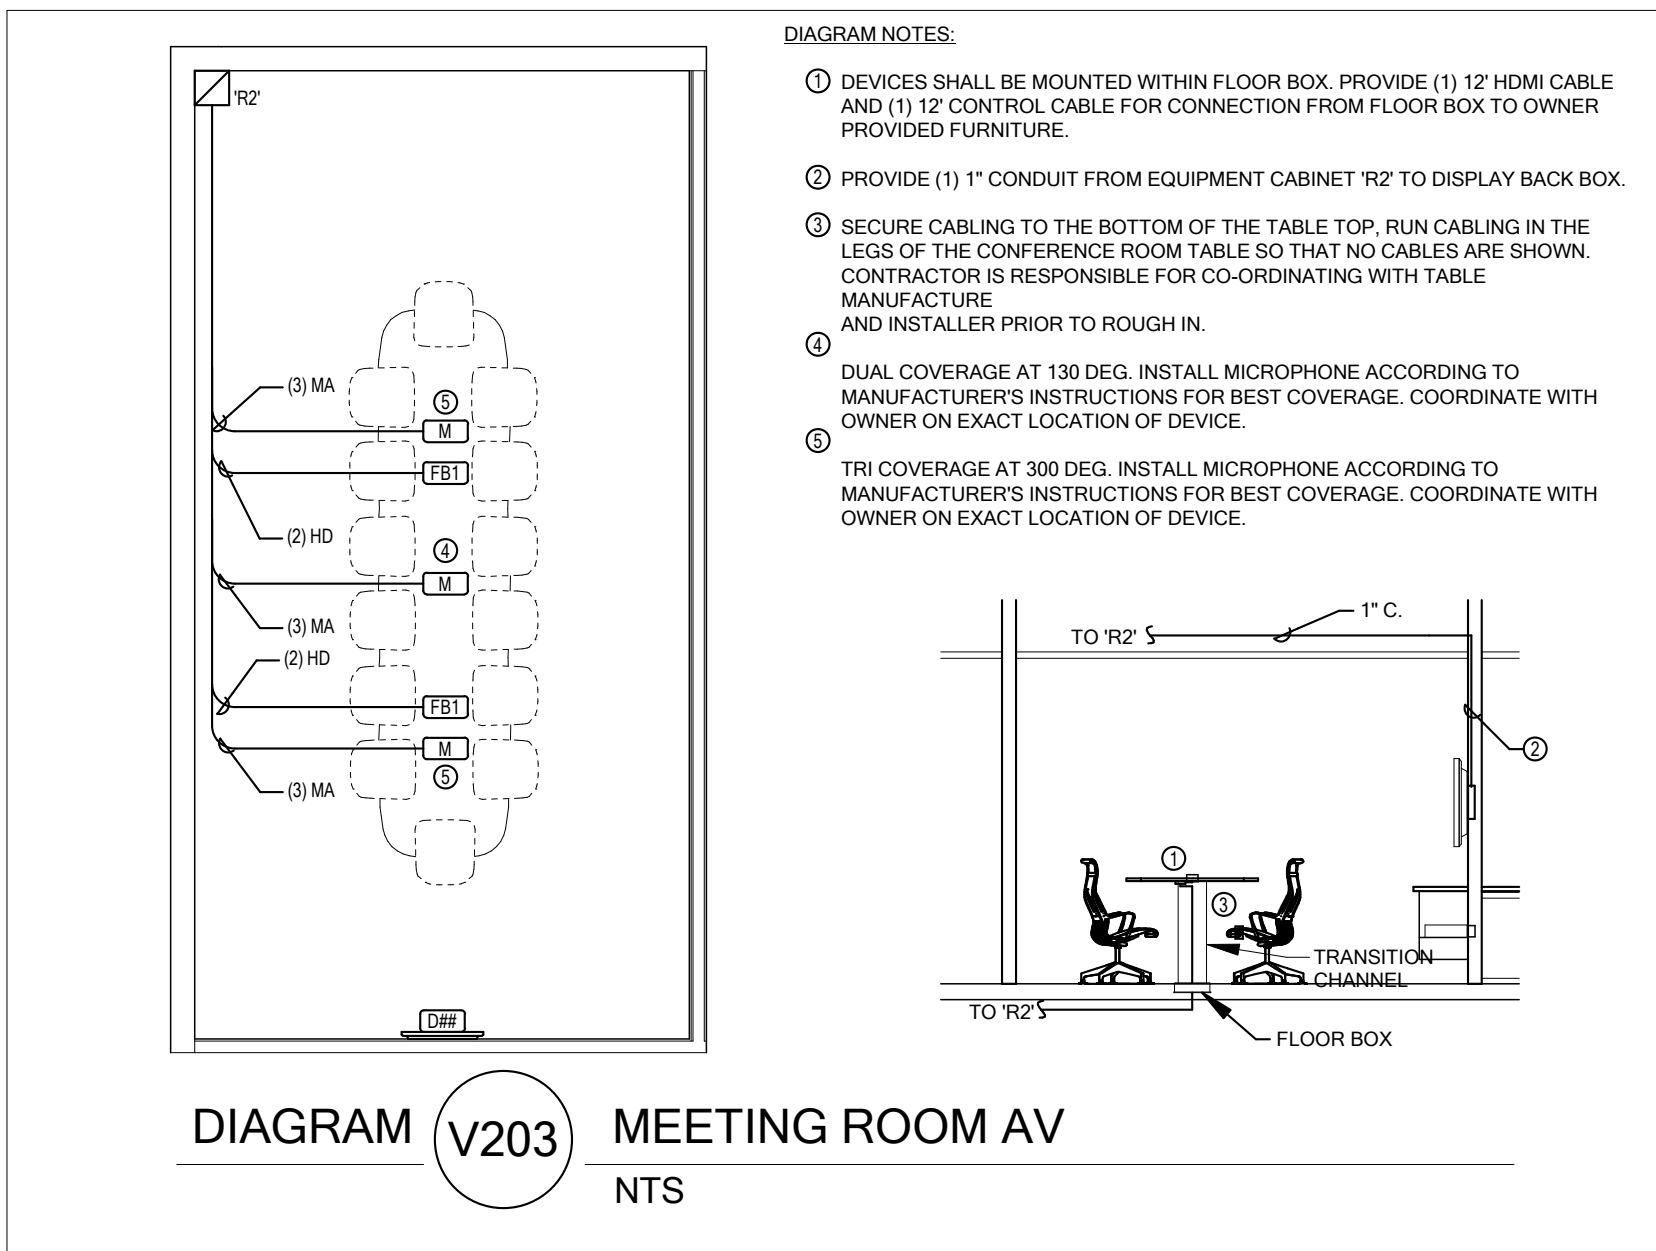 DIAGRAM NOTES:
① DEVICES SHALL BE MOUNTED WITHIN FLOOR BOX. PROVIDE (1) 12' HDMI CABLE
AND (1) 12' CONTROL CABLE FOR CONNECTION FROM FLOOR BOX TO OWNER
PROVIDED FURNITURE.
② PROVIDE (1) 1" CONDUIT FROM EQUIPMENT CABINET 'R2' TO DISPLAY BACK BOX.
③ SECURE CABLING TO THE BOTTOM OF THE TABLE TOP, RUN CABLING IN THE
LEGS OF THE CONFERENCE ROOM TABLE SO THAT NO CABLES ARE SHOWN.
CONTRACTOR IS RESPONSIBLE FOR CO-ORDINATING WITH TABLE
MANUFACTURE
AND INSTALLER PRIOR TO ROUGH IN.
④
DUAL COVERAGE AT 130 DEG. INSTALL MICROPHONE ACCORDING TO
MANUFACTURER'S INSTRUCTIONS FOR BEST COVERAGE. COORDINATE WITH
OWNER ON EXACT LOCATION OF DEVICE.
⑤
TRI COVERAGE AT 300 DEG. INSTALL MICROPHONE ACCORDING TO
MANUFACTURER'S INSTRUCTIONS FOR BEST COVERAGE. COORDINATE WITH
OWNER ON EXACT LOCATION OF DEVICE.
'R2'
(3) MA
⑤
M
FB1
(2) HD
④
M
(3) MA
(2) HD
FB1
M
⑤
(3) MA
D##
1" C.
TO 'R2'
②
①
③
TRANSITION
CHANNEL
TO 'R2'
FLOOR BOX
DIAGRAM V203 MEETING ROOM AV
NTS